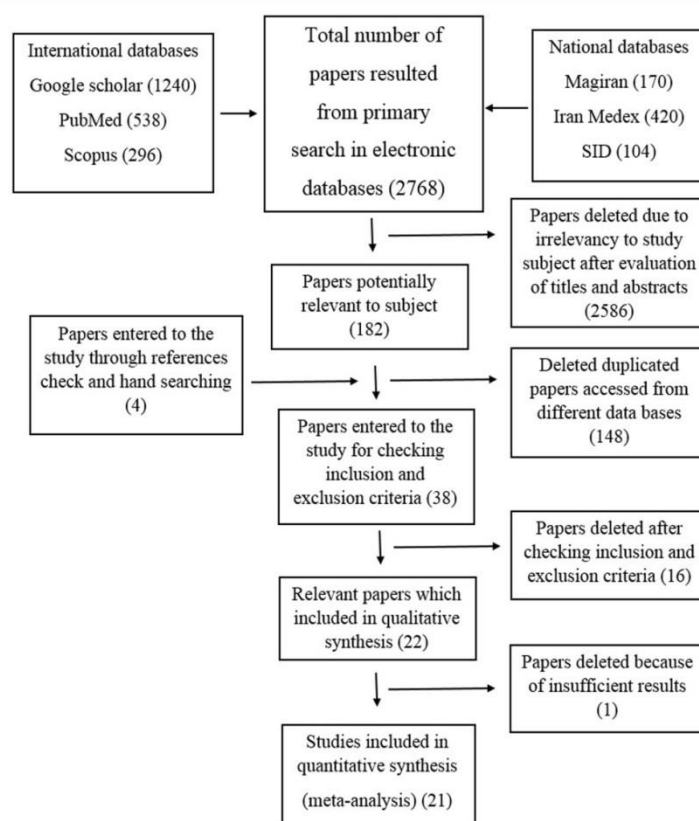 International databases
Google scholar (1240)
PubMed (538)
Scopus (296)
Total number of
papers resulted
from primary
search in electronic
databases (2768)
National databases
Magiran (170)
Iran Medex (420)
SID (104)
Papers deleted due to
irrelevancy to study
subject after evaluation
of titles and abstracts
(2586)
Papers potentially
relevant to subject
(182)
Papers entered to the
study through references
check and hand searching
(4)
Deleted duplicated
papers accessed from
different data bases
(148)
Papers entered to the
study for checking
inclusion and
exclusion criteria (38)
Papers deleted after
checking inclusion and
exclusion criteria (16)
Relevant papers which
included in qualitative
synthesis (22)
Papers deleted because
of insufficient results
(1)
Studies included in
quantitative synthesis
(meta-analysis) (21)